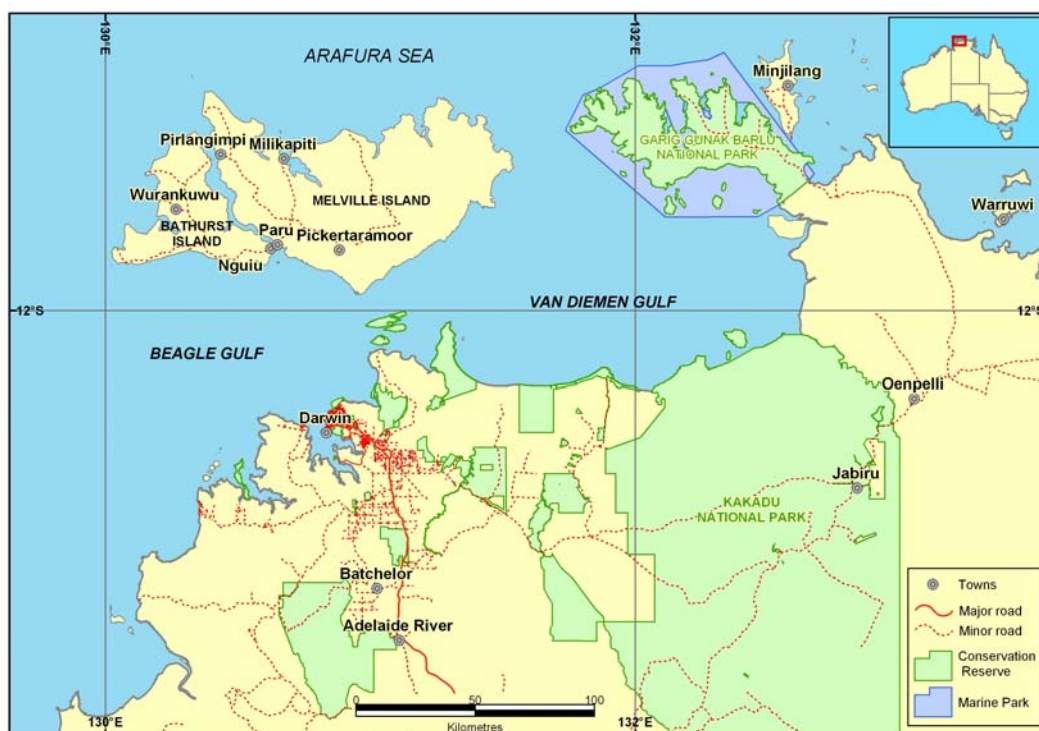 130°E
132°E
ARAFURA SEA
Minjilang
Pirlangimpi
Milikapiti
GARIG GUNAK BARLU
NATIONAL PARK
Wurankuwu
MELVILLE ISLAND
BATHURST
ISLAND
Paru
Pickertaramoor
Nguiu
Warruwi
12°S
VAN DIEMEN GULF
12°S
BEAGLE GULF
Oenpelli
Darwin
Jabiru
KAKADU
NATIONAL PARK
Batchelor
Adelaide River
Towns
Major road
Minor road
Conservation
Reserve
Marine Park
0 50 100
Kilometres
130°E
132°E